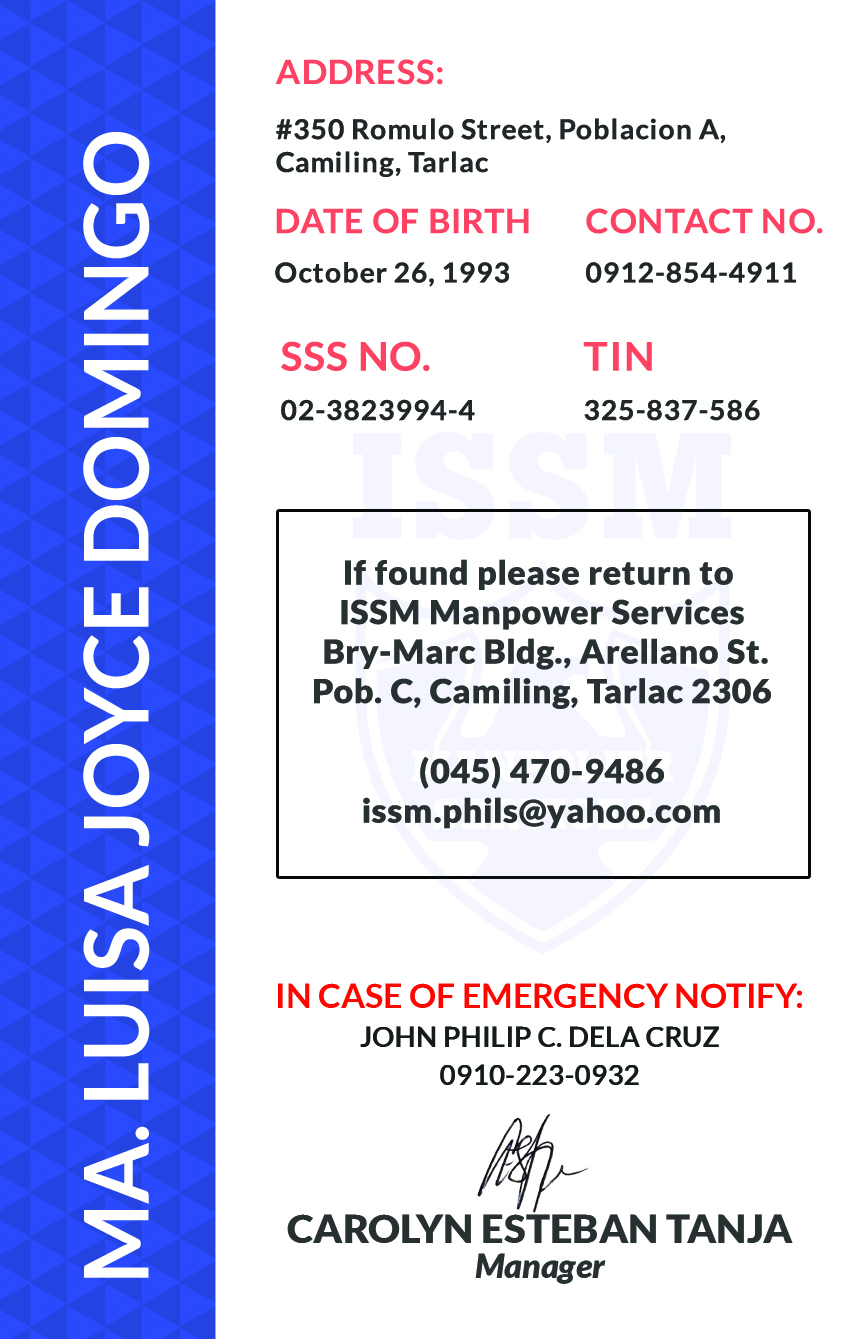 MA. LUISA JOYCE DOMINGO
ADDRESS:
#350 Romulo Street, Poblacion A,
Camiling, Tarlac
DATE OF BIRTH
October 26, 1993
CONTACT NO.
0912-854-4911
SSS NO.
02-3823994-4
TIN
325-837-586
ISSM
If found please return to
ISSM Manpower Services
Bry-Marc Bldg., Arellano St.
Pob. C, Camiling, Tarlac 2306
(045) 470-9486
issm.phils@yahoo.com
IN CASE OF EMERGENCY NOTIFY:
JOHN PHILIP C. DELA CRUZ
0910-223-0932
CAROLYN ESTEBAN TANJA
Manager